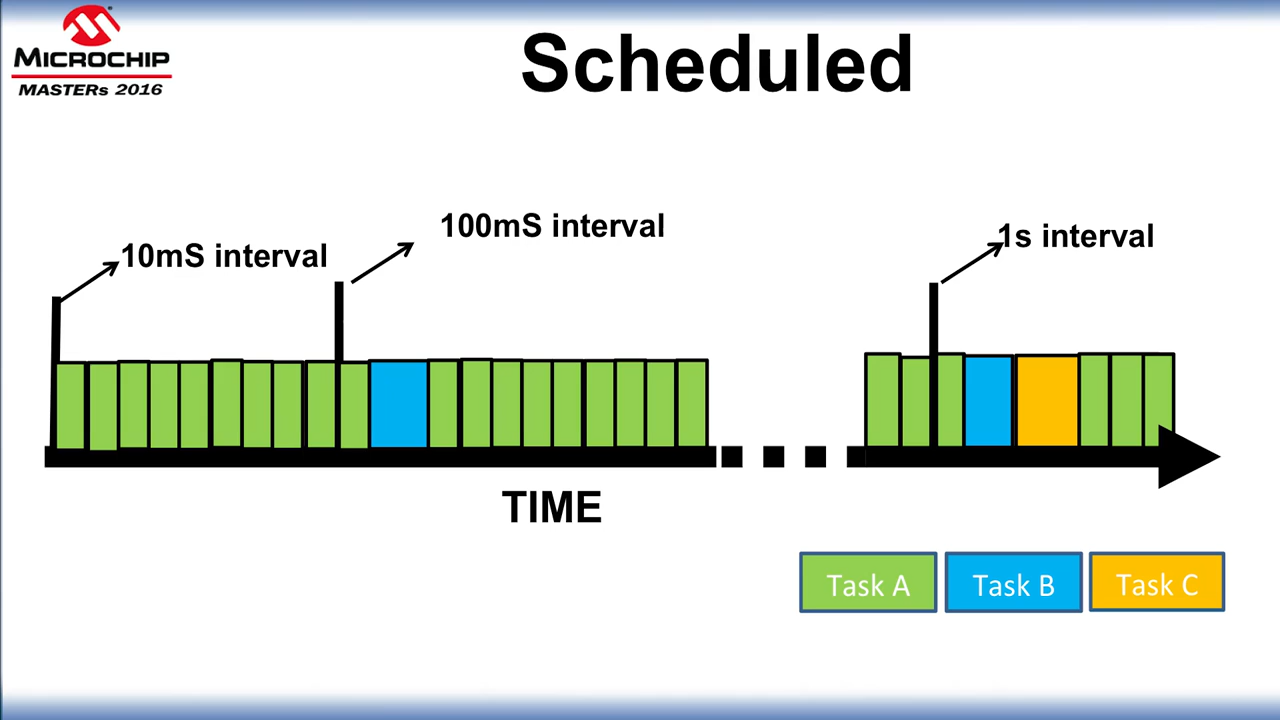 MICROCHIP
MASTERs 2016
Scheduled
10mS interval
100mS interval
1s interval
TIME
Task A
Task B
Task C